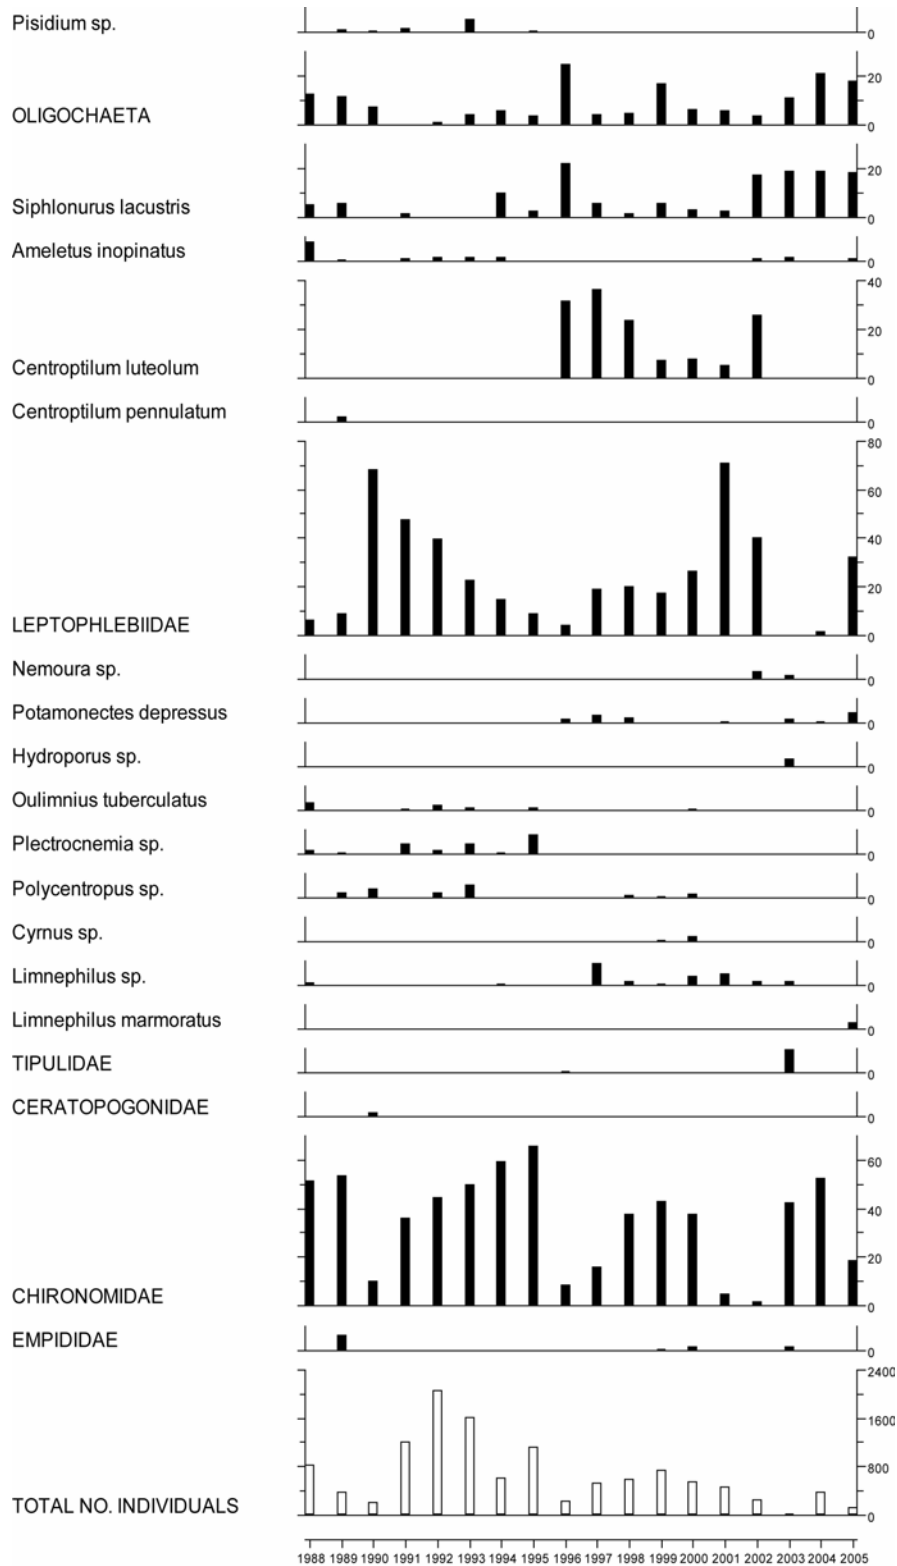 Pisidium sp.
0
20
OLIGOCHAETA
0
20
Siphlonurus lacustris
0
Ameletus inopinatus
0
40
20
Centroptilum luteolum
0
Centroptilum pennulatum
0
80
60
40
20
LEPTOPHLEBIIDAE
0
Nemoura sp.
0
Potamonectes depressus
0
Hydroporus sp.
0
Oulimnius tuberculatus
0
Plectrocnemia sp.
0
Polycentropus sp.
0
Cyrnus sp.
0
Limnephilus sp.
0
Limnephilus marmoratus
0
TIPULIDAE
0
CERATOPOGONIDAE
0
60
40
20
CHIRONOMIDAE
0
EMPIDIDAE
0
2400
1600
800
TOTAL NO. INDIVIDUALS
0
1988 1989 1990 1991 1992 1993 1994 1995 1996 1997 1998 1999 2000 2001 2002 2003 2004 2005